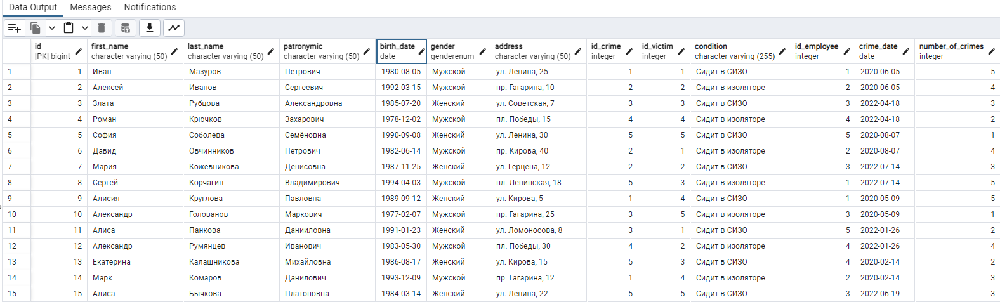 Data Output Messages Notifications
id first_name last_name patronymic birth_date gender address id_crime id_victim condition id_employee crime_date number_of_crimes
[PK] bigint character varying (50) character varying (50) character varying (50) date genderenum character varying (50) integer integer character varying (255) integer date integer
1 1 Иван Мазуров Петрович 1980-08-05 Мужской ул. Ленина, 25 1 1 Сидит в СИЗО 1 2020-06-05 5
2 2 Алексей Иванов Сергеевич 1992-03-15 Мужской пр. Гагарина, 10 2 2 Сидит в изоляторе 2 2020-06-05 4
3 3 Злата Рубцова Александровна 1985-07-20 Женский ул. Советская, 7 3 3 Сидит в СИЗО 3 2022-04-18 3
4 4 Роман Крючков Захарович 1978-12-02 Мужской пл. Победы, 15 4 4 Сидит в изоляторе 4 2022-04-18 2
5 5 София Соболева Семёновна 1990-09-08 Женский ул. Ленина, 30 5 5 Сидит в СИЗО 5 2020-08-07 1
6 6 Давид Овчинников Петрович 1982-06-14 Мужской пр. Кирова, 40 2 1 Сидит в изоляторе 2 2020-08-07 4
7 7 Мария Кожевникова Денисовна 1987-11-25 Женский ул. Герцена, 12 2 2 Сидит в СИЗО 3 2022-07-14 3
8 8 Сергей Корчагин Владимирович 1994-04-03 Мужской пл. Ленинская, 18 5 3 Сидит в изоляторе 1 2022-07-14 5
9 9 Алисия Круглова Павловна 1989-09-12 Женский ул. Кирова, 5 1 4 Сидит в СИЗО 1 2020-05-09 5
10 10 Александр Голованов Маркович 1977-02-07 Мужской пр. Гагарина, 25 3 5 Сидит в изоляторе 3 2020-05-09 1
11 11 Алиса Панкова Данииловна 1991-01-23 Женский ул. Ломоносова, 8 3 1 Сидит в СИЗО 5 2022-01-26 2
12 12 Александр Румянцев Иванович 1983-05-30 Мужской пл. Победы, 30 4 2 Сидит в изоляторе 4 2022-01-26 4
13 13 Екатерина Калашникова Михайловна 1986-08-17 Женский ул. Кирова, 15 5 3 Сидит в СИЗО 4 2020-02-14 2
14 14 Марк Комаров Данилович 1993-12-09 Мужской пр. Гагарина, 12 1 4 Сидит в изоляторе 2 2020-02-14 3
15 15 Алиса Бычкова Платоновна 1984-03-14 Женский ул. Ленина, 22 5 5 Сидит в СИЗО 3 2022-06-19 3